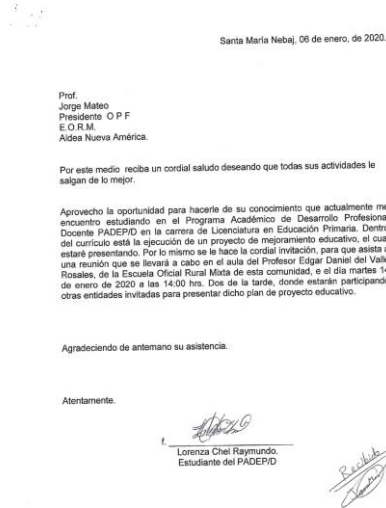 Santa María Nebaj, 06 de enero, de 2020.
Prof.
Jorge Mateo
Presidente O P F
E.O.R.M.
Aldea Nueva América.
Por este medio reciba un cordial saludo deseando que todas sus actividades le
salgan de lo mejor.
Aprovecho la oportunidad para hacerle de su conocimiento que actualmente me
encuentro estudiando en el Programa Académico de Desarrollo Profesional
Docente PADEP/D en la carrera de Licenciatura en Educación Primaria. Dentro
del currículo está la ejecución de un proyecto de mejoramiento educativo, el cual
estaré presentando. Por lo mismo se le hace la cordial invitación, para que asista a
una reunión que se llevará a cabo en el aula del Profesor Edgar Daniel del Valle
Rosales, de la Escuela Oficial Rural Mixta de esta comunidad, e el día martes 14
de enero de 2020 a las 14:00 hrs. Dos de la tarde, donde estarán participando
otras entidades invitadas para presentar dicho plan de proyecto educativo.
Agradeciendo de antemano su asistencia.
Atentamente.
f.
Lorenza Chel Raymundo.
Estudiante del PADEP/D
Recibido